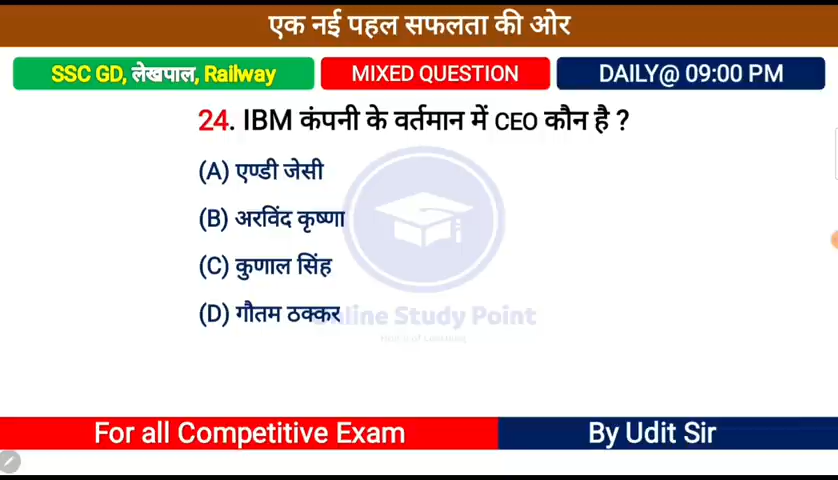 एक नई पहल सफलता की ओर
SSC GD, लेखपाल, Railway
MIXED QUESTION
DAILY@ 09:00 PM
24. IBM कंपनी के वर्तमान में CEO कौन है ?
(A) एण्डी जेसी
(B) अरविंद कृष्णा
(C) कुणाल सिंह
(D) गौतम ठक्कर
Online Study Point
For all Competitive Exam
By Udit Sir